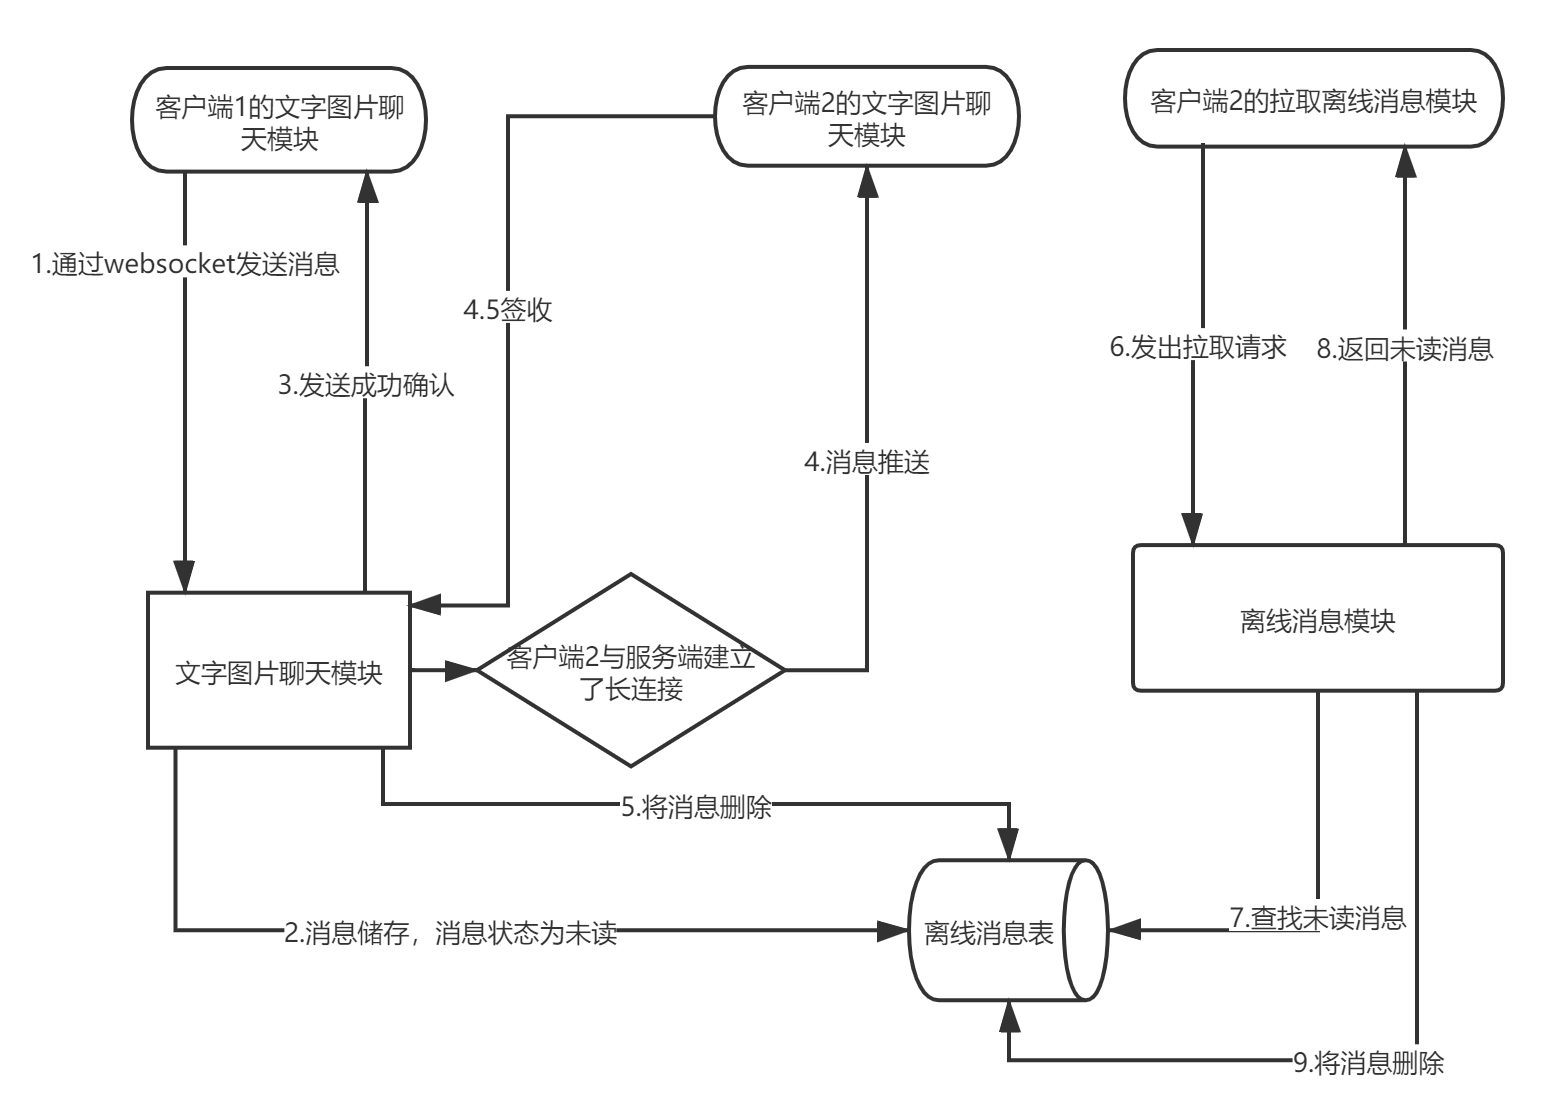 客户端1的文字图片聊
天模块
客户端2的文字图片聊
天模块
客户端2的拉取离线消息模块
1.通过websocket发送消息
4.5签收
6.发出拉取请求
8.返回未读消息
3.发送成功确认
4.消息推送
离线消息模块
文字图片聊天模块
客户端2与服务端建立
了长连接
5.将消息删除
2.消息储存，消息状态为未读
离线消息表
7.查找未读消息
9.将消息删除